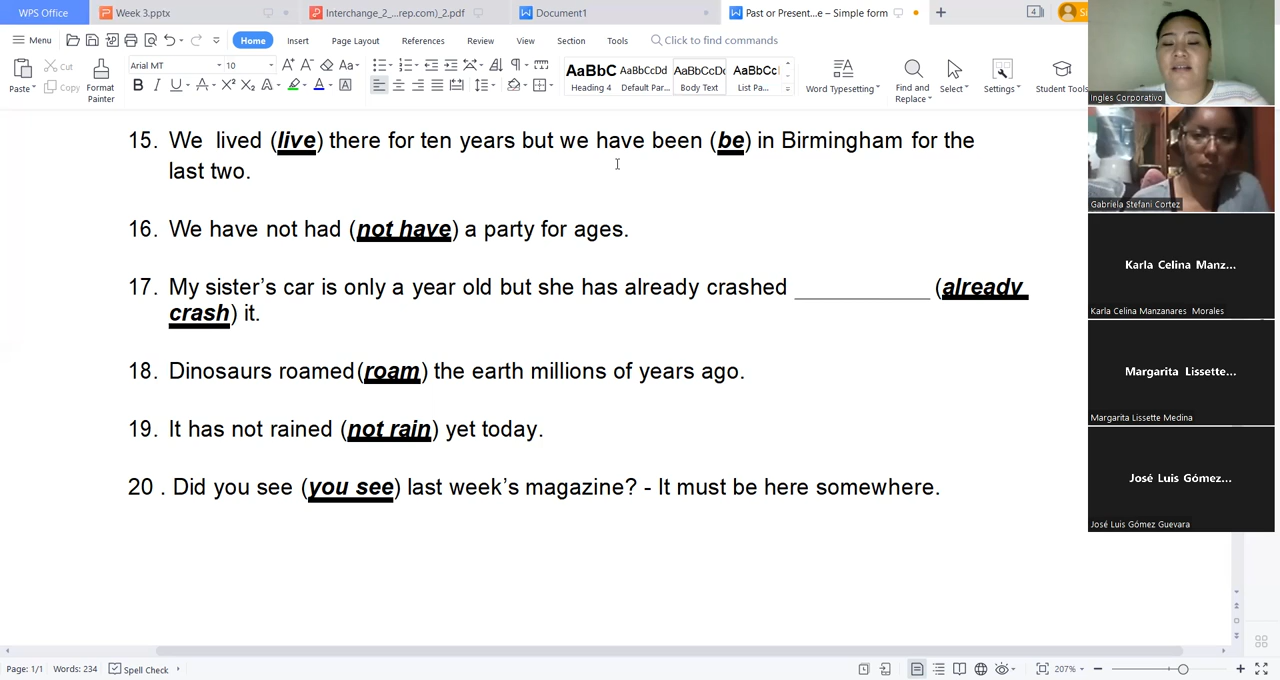 WPS Office
Week 3.pptx
Interchange_2_...rep.com)_2.pdf
Document1
Past or Present...e – Simple form
4
Si
Menu
Home
Insert
Page Layout
References
Review
View
Section
Tools
Click to find commands
Paste
Cut
Copy
Format Painter
Arial MT
10
AaBbC
Heading 4
AaBbCcDd
Default Par...
AaBbCcDc
Body Text
AaBbCcl
List Pa...
Word Typesetting
Find and Replace
Select
Settings
Student Tools
15. We lived (live) there for ten years but we have been (be) in Birmingham for the
last two.
16. We have not had (not have) a party for ages.
17. My sister’s car is only a year old but she has already crashed ___________ (already
crash) it.
18. Dinosaurs roamed(roam) the earth millions of years ago.
19. It has not rained (not rain) yet today.
20 . Did you see (you see) last week’s magazine? - It must be here somewhere.
Ingles Corporativo
Gabriela Stefani Cortez
Karla Celina Manz...
Karla Celina Manzanares Morales
Margarita Lissette...
Margarita Lissette Medina
José Luis Gómez...
José Luis Gómez Guevara
Page: 1/1
Words: 234
Spell Check
207%